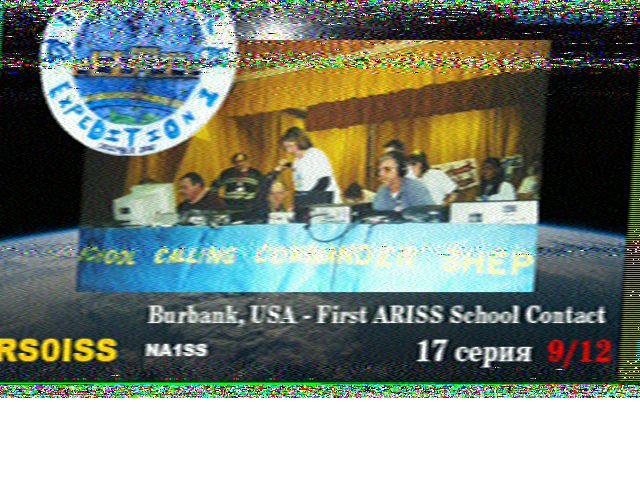 EXPEDITION 1
SCHOOL CALLING COMMANDER SHEP
Burbank, USA - First ARISS School Contact
RS0ISS NA1SS
17 серия 9/12